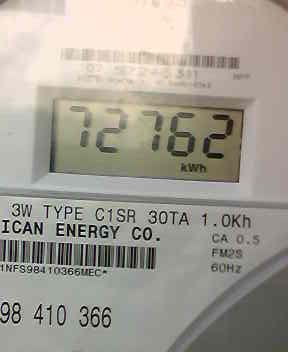 72762
kWh
3W TYPE C1SR 30TA 1.0Kh
ICAN ENERGY CO.
CA 0.5
FM2S
1NFS98410366MEC*
60Hz
98 410 366